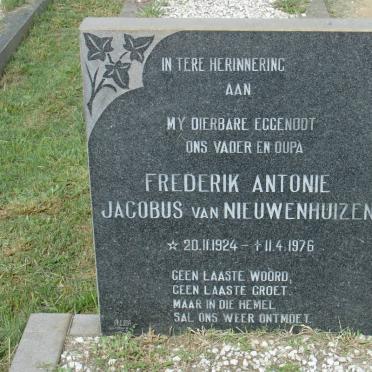 IN TERE HERINNERING
AAN
MY DIERBARE EGGENOOT
ONS VADER EN OUPA
FREDERIK ANTONIE
JACOBUS VAN NIEUWENHUIZEN
☆ 20.11.1924 – †11.4.1976
GEEN LAASTE WOORD,
GEEN LAASTE GROET.
MAAR IN DIE HEMEL
SAL ONS WEER ONTMOET.